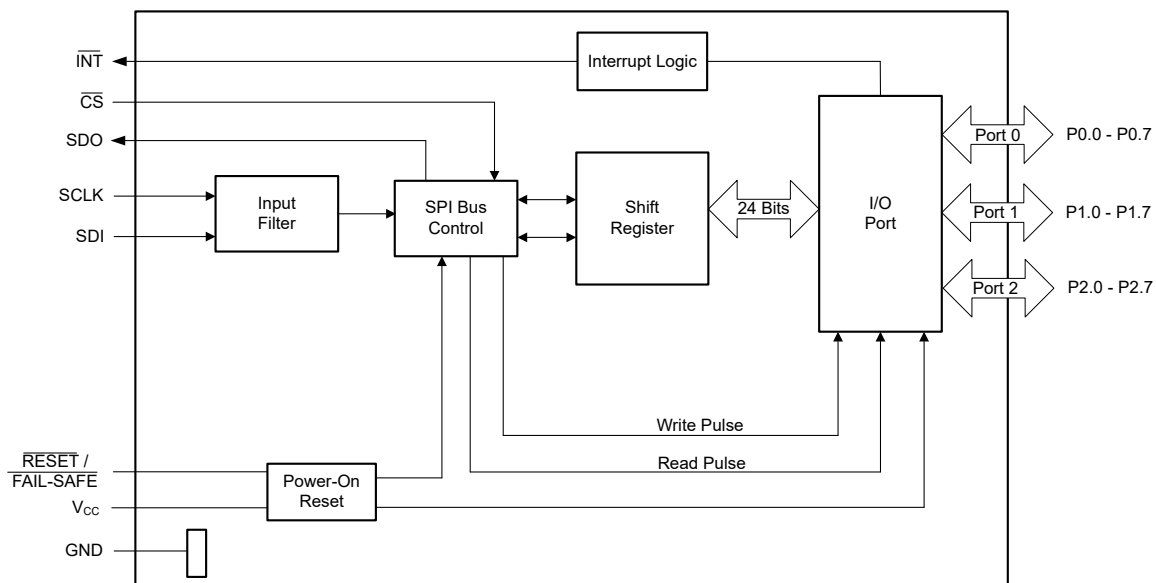 INT
Interrupt Logic
CS
SDO
SCLK
SDI
Input
Filter
SPI Bus
Control
Shift
Register
24 Bits
I/O
Port
Port 0
P0.0 - P0.7
Port 1
P1.0 - P1.7
Port 2
P2.0 - P2.7
Write Pulse
Read Pulse
RESET /
FAIL-SAFE
Power-On
Reset
VCC
GND